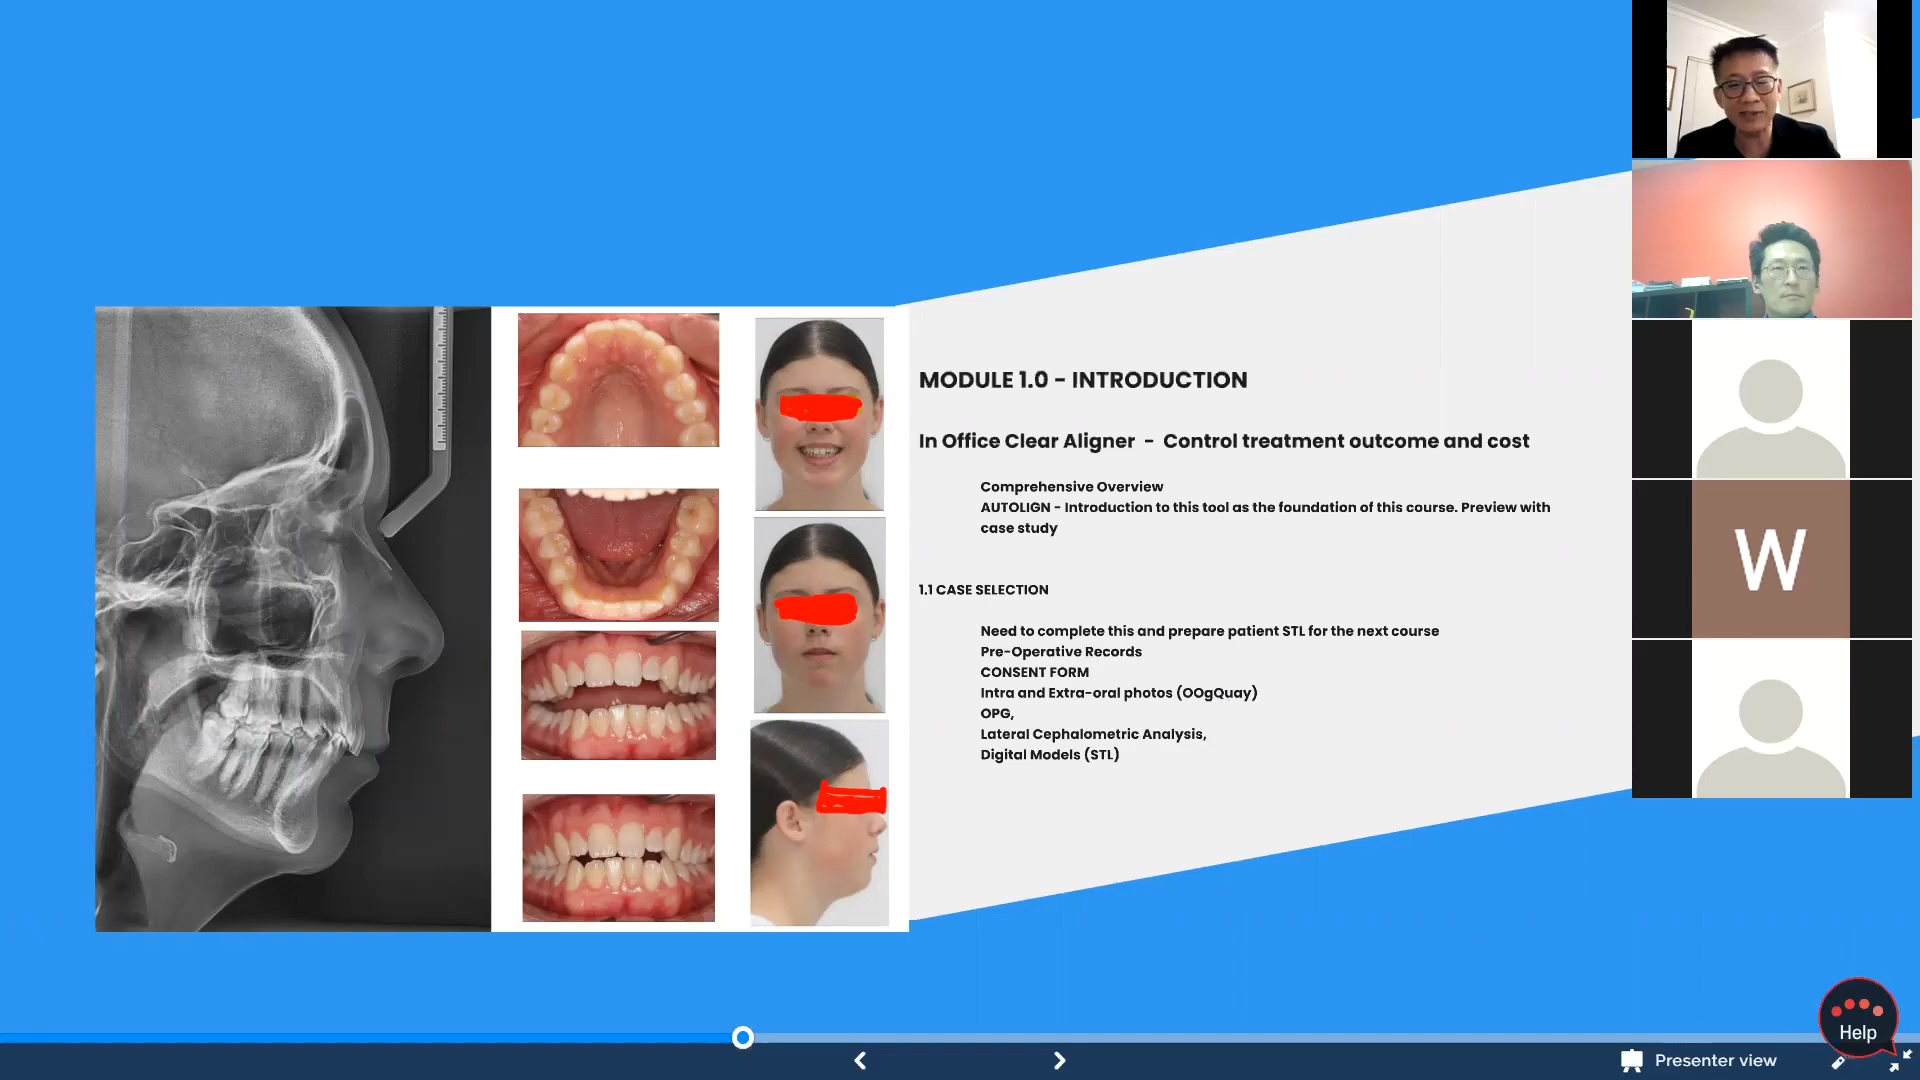 MODULE 1.0 - INTRODUCTION
In Office Clear Aligner - Control treatment outcome and cost
Comprehensive Overview
AUTOLIGN - Introduction to this tool as the foundation of this course. Preview with
case study
1.1 CASE SELECTION
Need to complete this and prepare patient STL for the next course
Pre-Operative Records
CONSENT FORM
Intra and Extra-oral photos (OOgQuay)
OPG,
Lateral Cephalometric Analysis,
Digital Models (STL)
W
Help
Presenter view